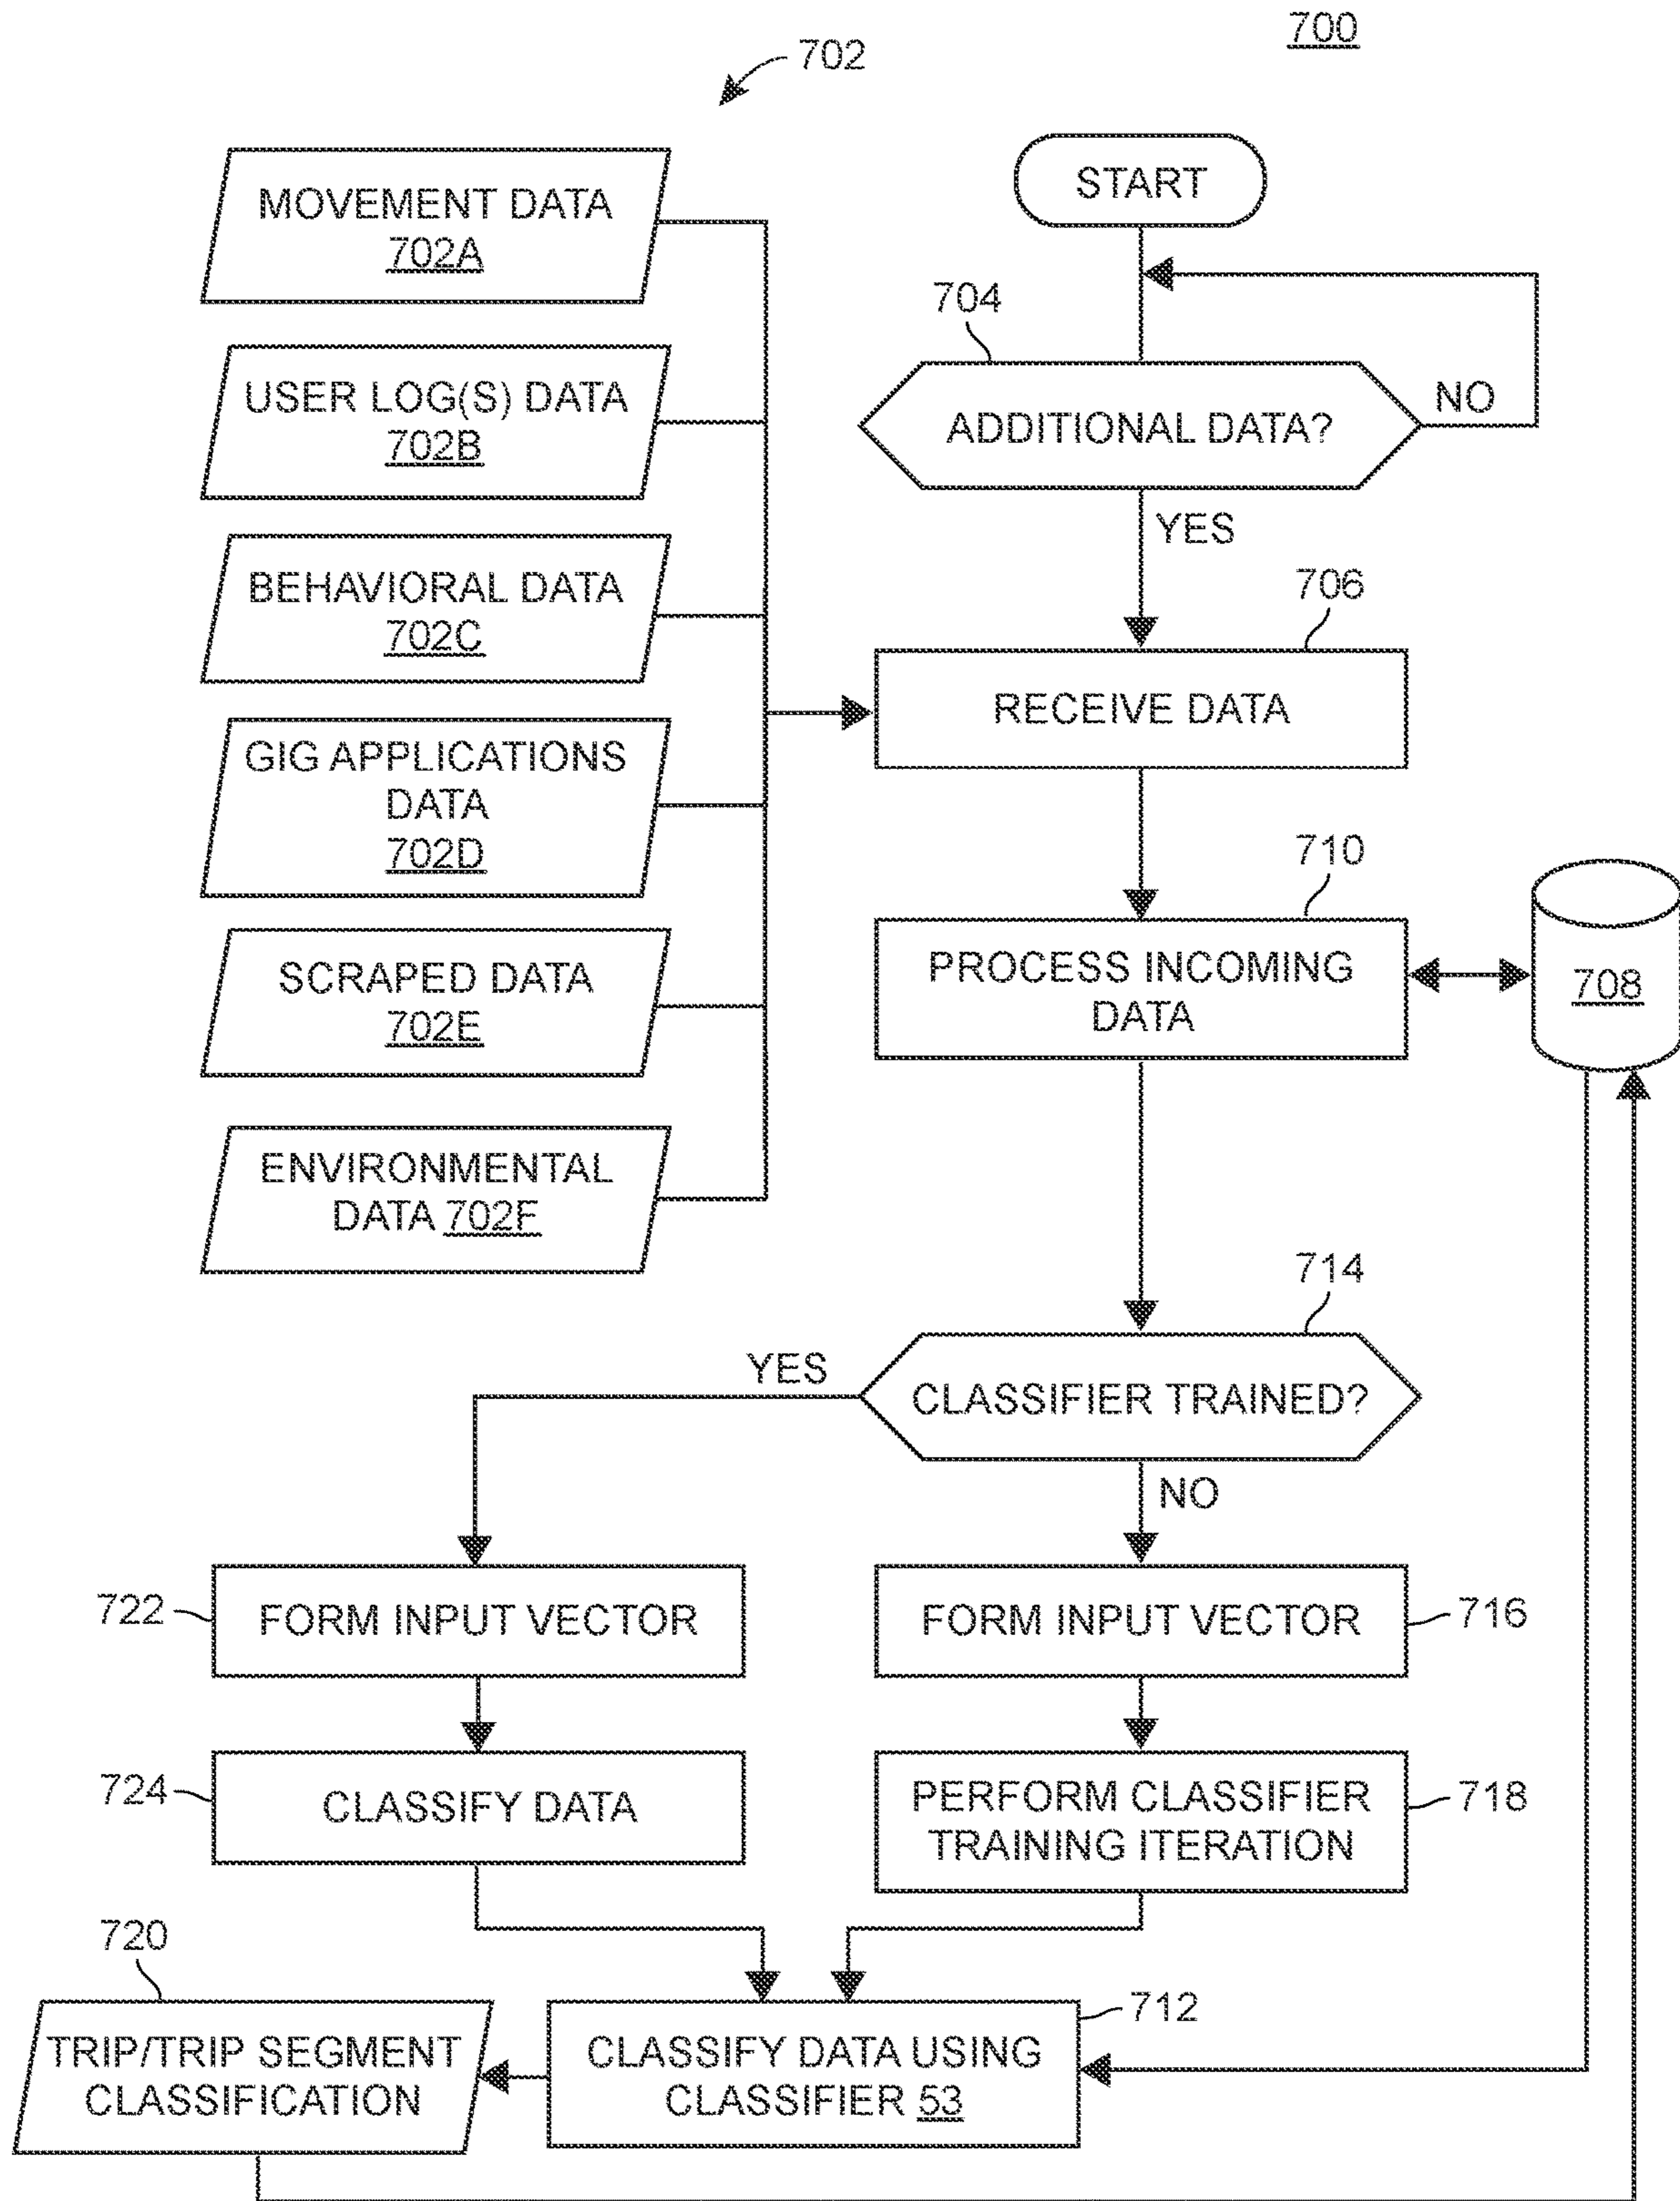 700
702
MOVEMENT DATA
702A
USER LOG(S) DATA
702B
BEHAVIORAL DATA
702C
GIG APPLICATIONS
DATA
702D
SCRAPED DATA
702E
ENVIRONMENTAL
DATA 702F
START
704
ADDITIONAL DATA?
NO
YES
706
RECEIVE DATA
710
PROCESS INCOMING
DATA
708
714
CLASSIFIER TRAINED?
YES
NO
722
FORM INPUT VECTOR
FORM INPUT VECTOR
716
724
CLASSIFY DATA
PERFORM CLASSIFIER
TRAINING ITERATION
718
720
TRIP/TRIP SEGMENT
CLASSIFICATION
CLASSIFY DATA USING
CLASSIFIER 53
712